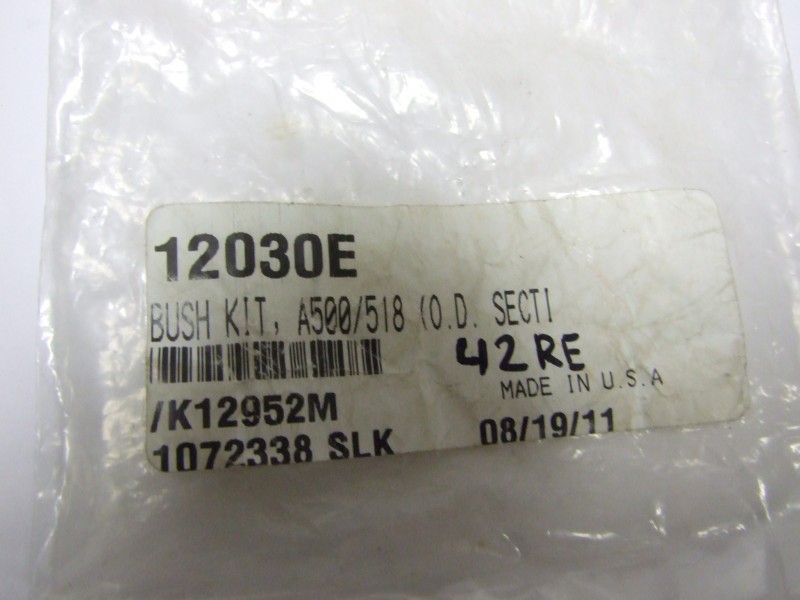 12030E
BUSH KIT, A500/518 (O.D. SECTI
42RE
MADE IN U.S.A
/K12952M
1072338 SLK 08/19/11